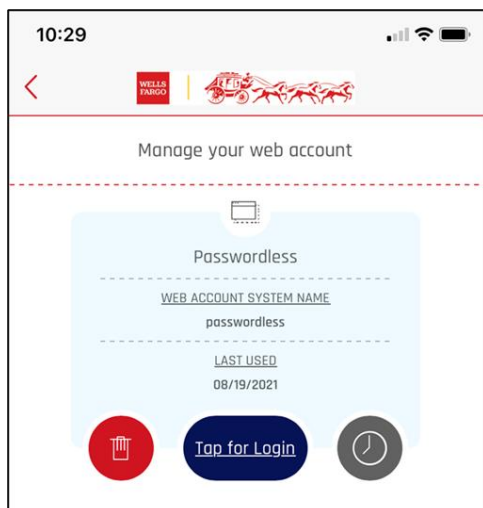 10:29
WELLS
FARGO
Manage your web account
Passwordless
WEB ACCOUNT SYSTEM NAME
passwordless
LAST USED
08/19/2021
Tap for Login